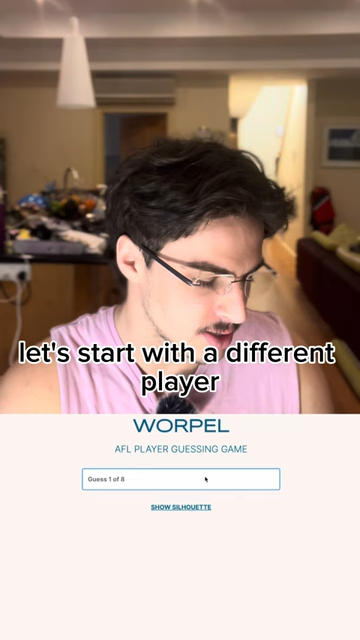 let's start with a different
player
WORPEL
AFL PLAYER GUESSING GAME
Guess 1 of 8
SHOW SILHOUETTE